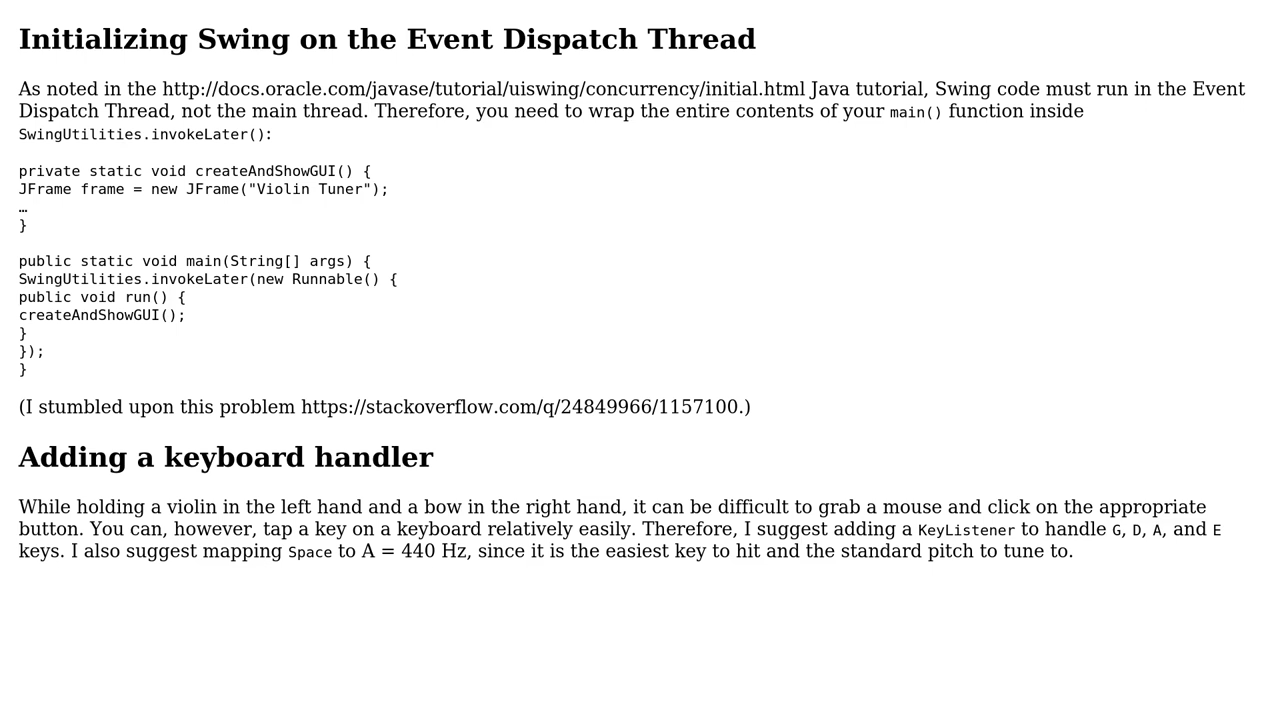 Initializing Swing on the Event Dispatch Thread
As noted in the http://docs.oracle.com/javase/tutorial/uiswing/concurrency/initial.html Java tutorial, Swing code must run in the Event
Dispatch Thread, not the main thread. Therefore, you need to wrap the entire contents of your main() function inside
SwingUtilities.invokeLater():
private static void createAndShowGUI() {
JFrame frame = new JFrame("Violin Tuner");
…
}
public static void main(String[] args) {
SwingUtilities.invokeLater(new Runnable() {
public void run() {
createAndShowGUI();
}
});
}
(I stumbled upon this problem https://stackoverflow.com/q/24849966/1157100.)
Adding a keyboard handler
While holding a violin in the left hand and a bow in the right hand, it can be difficult to grab a mouse and click on the appropriate
button. You can, however, tap a key on a keyboard relatively easily. Therefore, I suggest adding a KeyListener to handle G, D, A, and E
keys. I also suggest mapping Space to A = 440 Hz, since it is the easiest key to hit and the standard pitch to tune to.